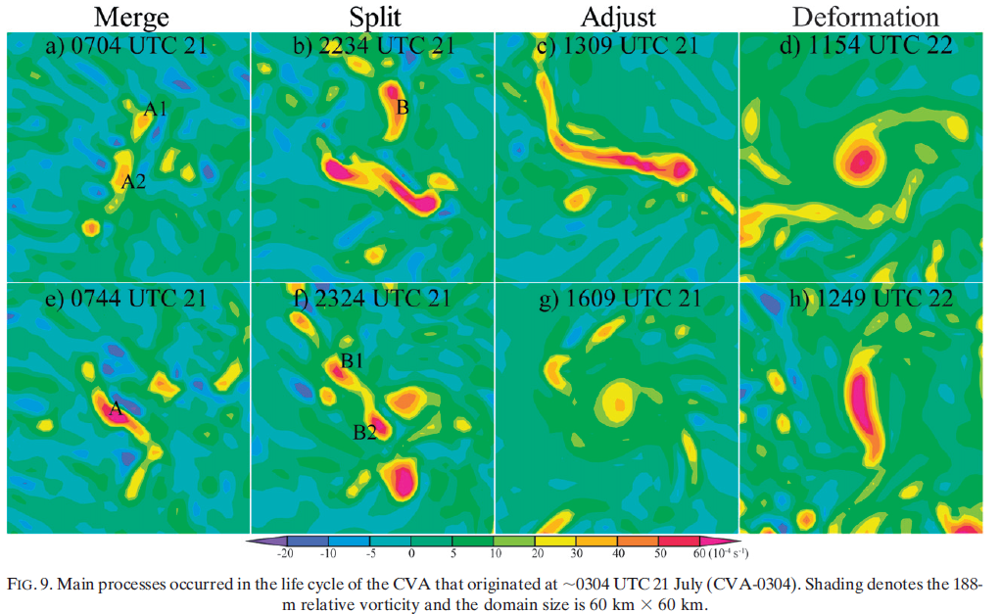 Merge Split Adjust Deformation
a) 0704 UTC 21 b) 2234 UTC 21 c) 1309 UTC 21 d) 1154 UTC 22
A1
A2
B
e) 0744 UTC 21 f) 2324 UTC 21 g) 1609 UTC 21 h) 1249 UTC 22
A
B1
B2
-20 -10 -5 0 5 10 20 30 40 50 60 (10⁻⁴ s⁻¹)
FIG. 9. Main processes occurred in the life cycle of the CVA that originated at ~0304 UTC 21 July (CVA-0304). Shading denotes the 188-
m relative vorticity and the domain size is 60 km × 60 km.